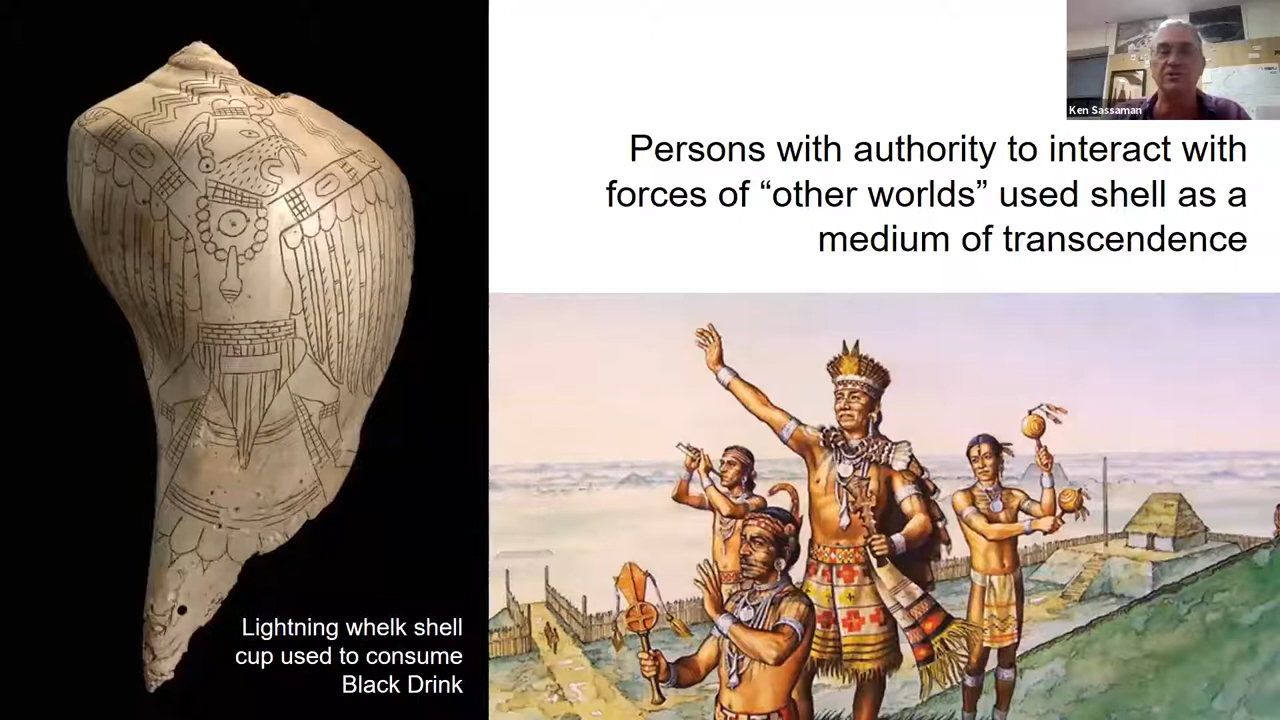 Ken Sassaman
Persons with authority to interact with
forces of “other worlds” used shell as a
medium of transcendence
Lightning whelk shell
cup used to consume
Black Drink